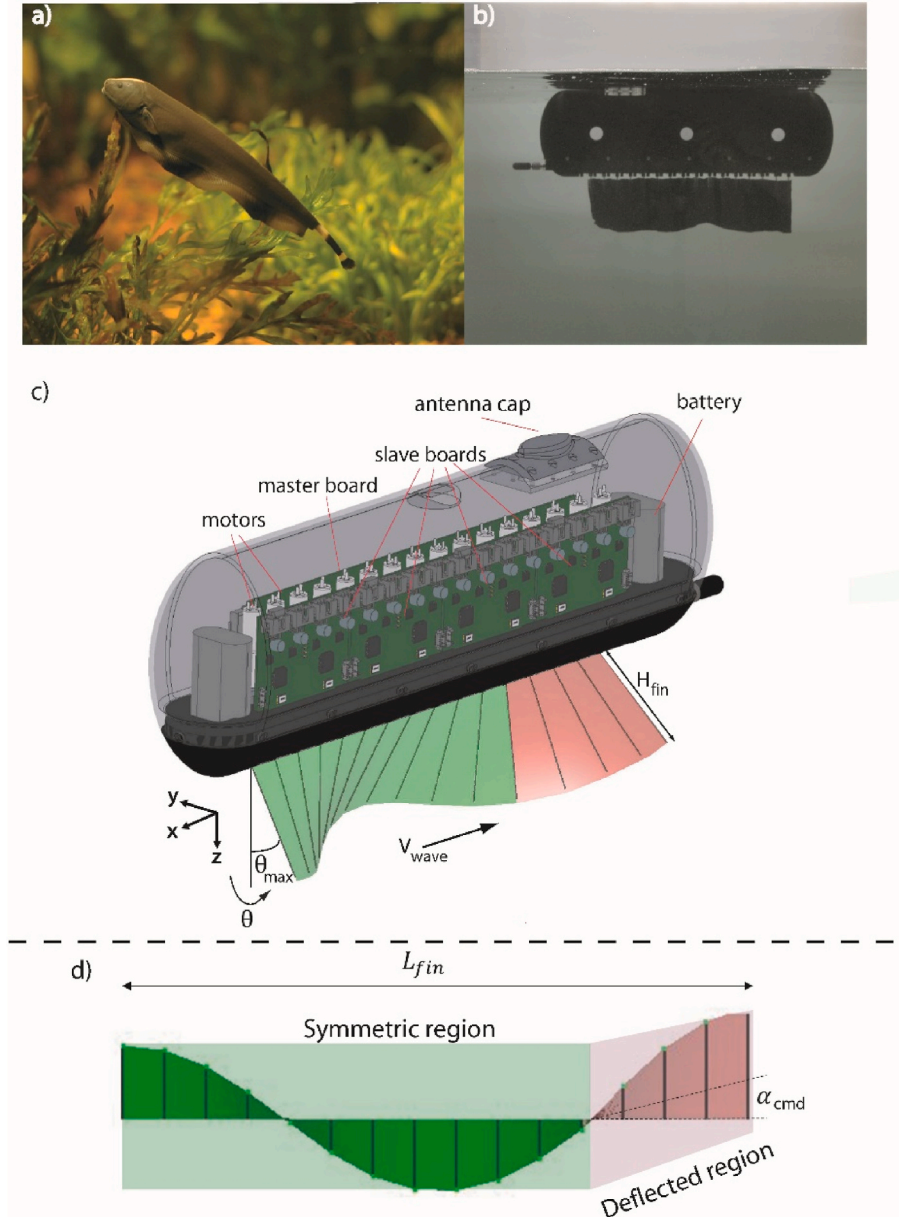 a)
b)
c)
antenna cap
battery
slave boards
master board
motors
H_fin
y
x
z
θ_max
θ
V_wave
d)
L_fin
Symmetric region
α_cmd
Deflected region